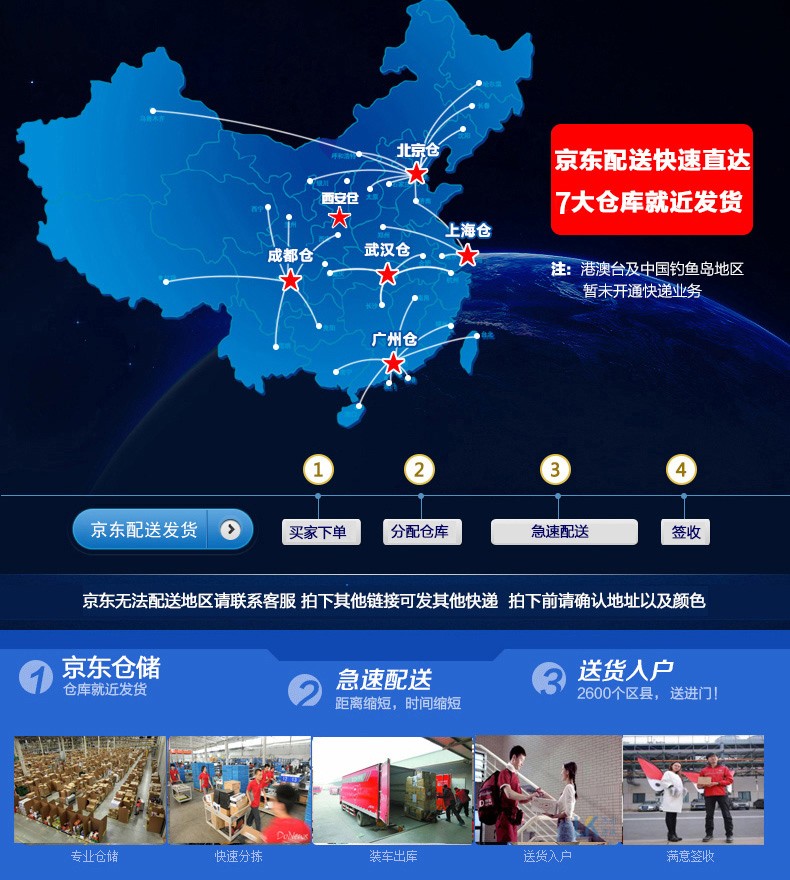 北京仓
西安仓
上海仓
武汉仓
成都仓
广州仓
京东配送快速直达
7大仓库就近发货
注：港澳台及中国钓鱼岛地区
暂未开通快递业务
1 2 3 4
京东配送发货
买家下单 分配仓库 急速配送 签收
京东无法配送地区请联系客服 拍下其他链接可发其他快递 拍下前请确认地址以及颜色
1 京东仓储
仓库就近发货
2 急速配送
距离缩短，时间缩短
3 送货入户
2600个区县，送进门！
专业仓储 快速分拣 装车出库 送货入户 满意签收